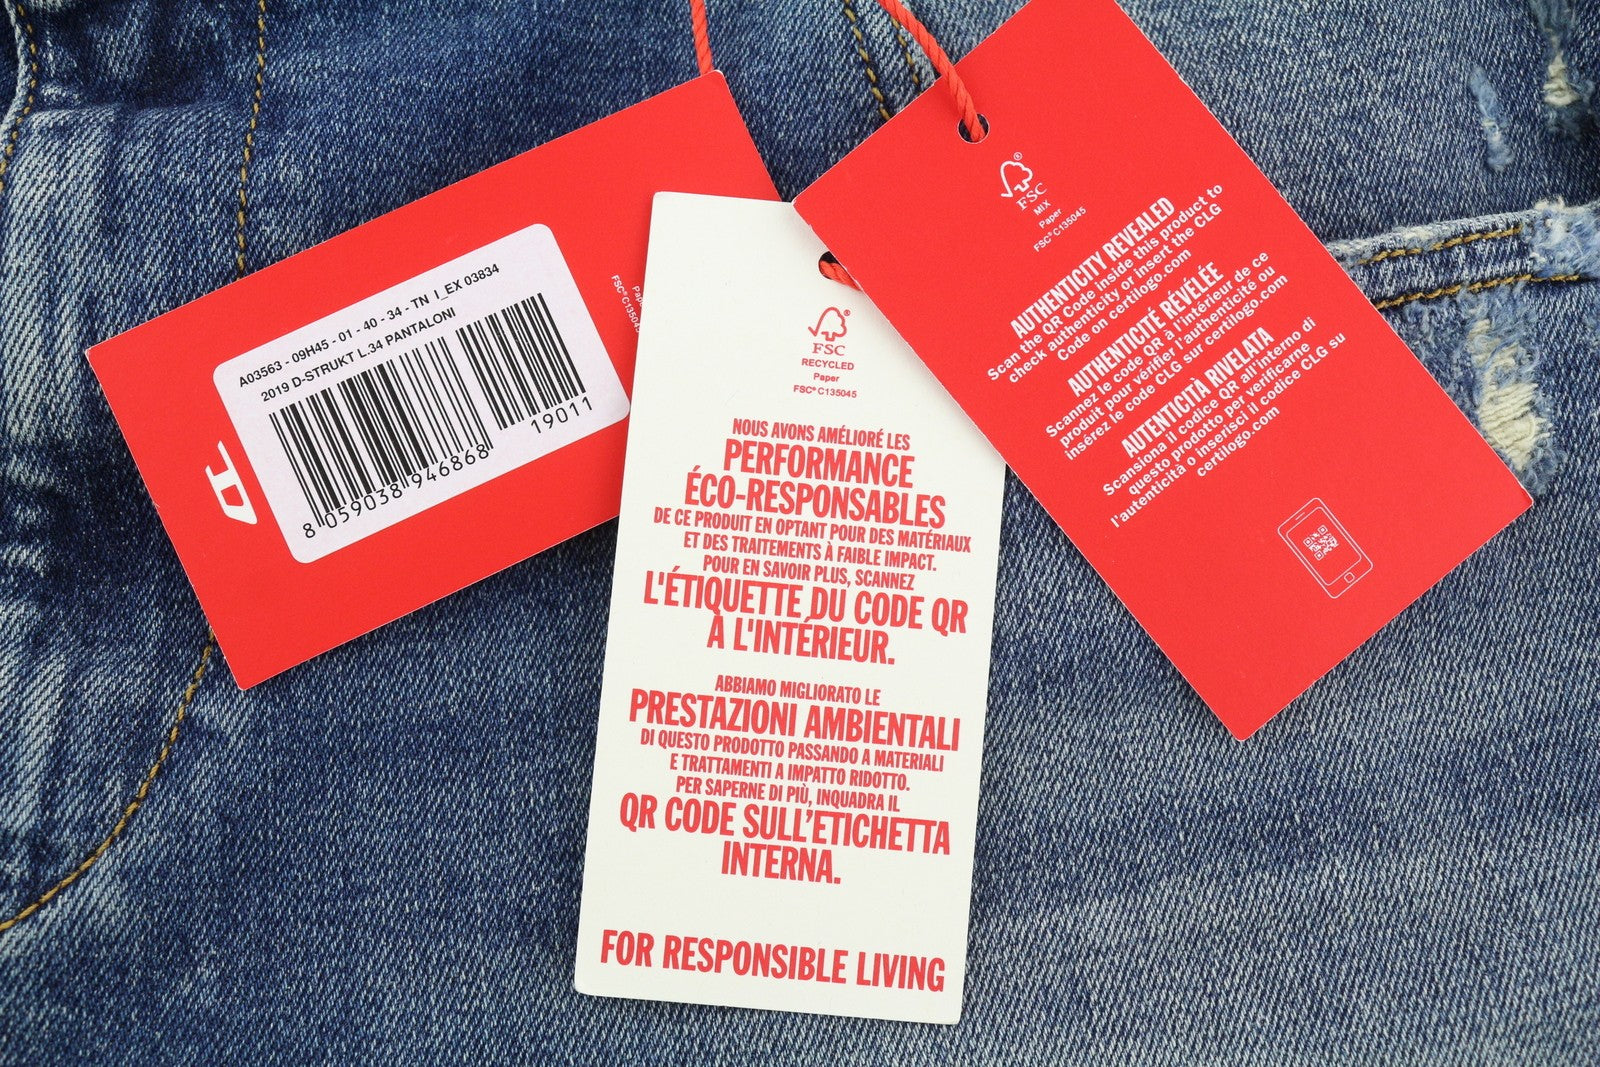 A03563 - 09H45 - 01 - 40 - 34 - TN I_EX 03834
2019 D-STRUKT L.34 PANTALONI
8 059038 946868
19011
D
FSC® C135045
FSC
RECYCLED
Paper
FSC® C135045
NOUS AVONS AMÉLIORÉ LES
PERFORMANCE
ÉCO-RESPONSABLES
DE CE PRODUIT EN OPTANT POUR DES MATÉRIAUX
ET DES TRAITEMENTS À FAIBLE IMPACT.
POUR EN SAVOIR PLUS, SCANNEZ
L'ÉTIQUETTE DU CODE QR
À L'INTÉRIEUR.
ABBIAMO MIGLIORATO LE
PRESTAZIONI AMBIENTALI
DI QUESTO PRODOTTO PASSANDO A MATERIALI
E TRATTAMENTI A IMPATTO RIDOTTO.
PER SAPERNE DI PIÙ, INQUADRA IL
QR CODE SULL'ETICHETTA
INTERNA.
FOR RESPONSIBLE LIVING
FSC
MIX
Paper
FSC® C135045
AUTHENTICITY REVEALED
Scan the QR Code inside this product to
check authenticity or insert the CLG
Code on certilogo.com
AUTHENTICITÉ RÉVÉLÉE
Scannez le code QR à l'intérieur de ce
produit pour vérifier l'authenticité ou
insérez le code CLG sur certilogo.com
AUTENTICITÀ RIVELATA
Scansiona il codice QR all'interno di
questo prodotto per verificarne
l'autenticità o inserisci il codice CLG su
certilogo.com